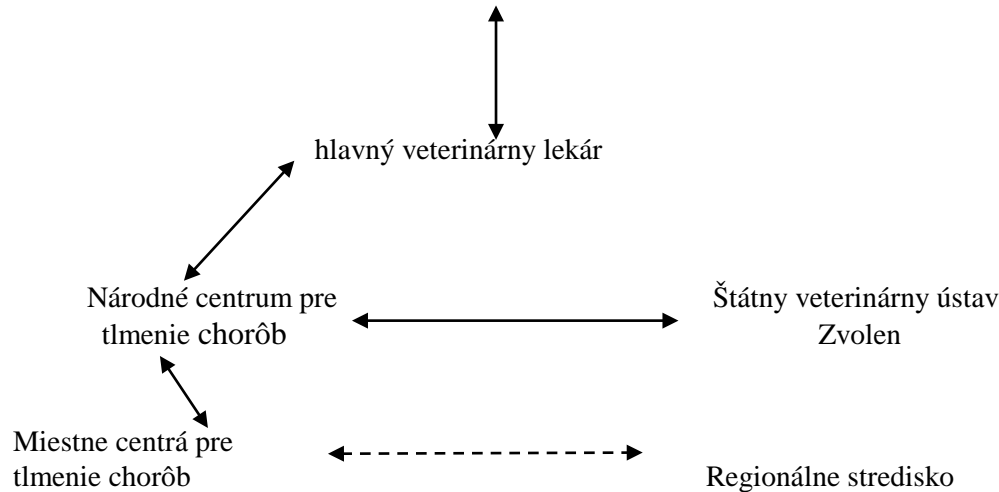 hlavný veterinárny lekár
Národné centrum pre
tlmenie chorôb
Štátny veterinárny ústav
Zvolen
Miestne centrá pre
tlmenie chorôb
Regionálne stredisko